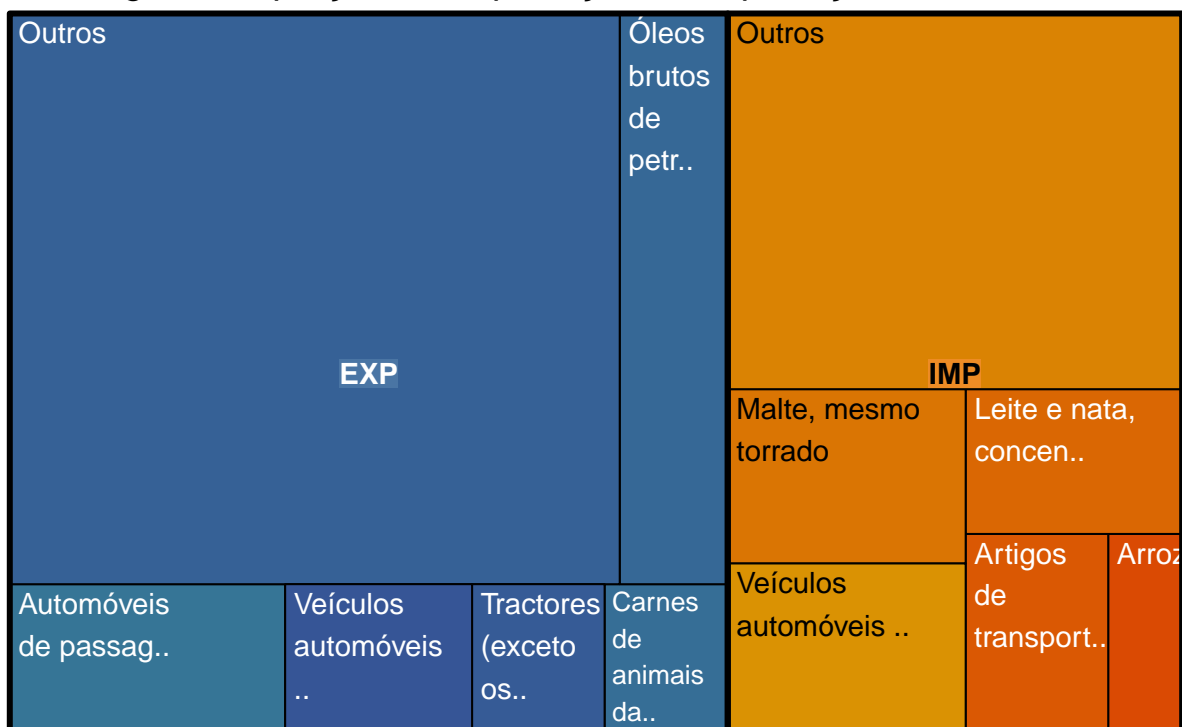 Outros
Óleos
brutos
de
petr..
EXP
Automóveis
de passag..
Veículos
automóveis
..
Tractores
(exceto
os..
Carnes
de
animais
da..
Outros
IMP
Malte, mesmo
torrado
Leite e nata,
concen..
Veículos
automóveis ..
Artigos
de
transport..
Arroz